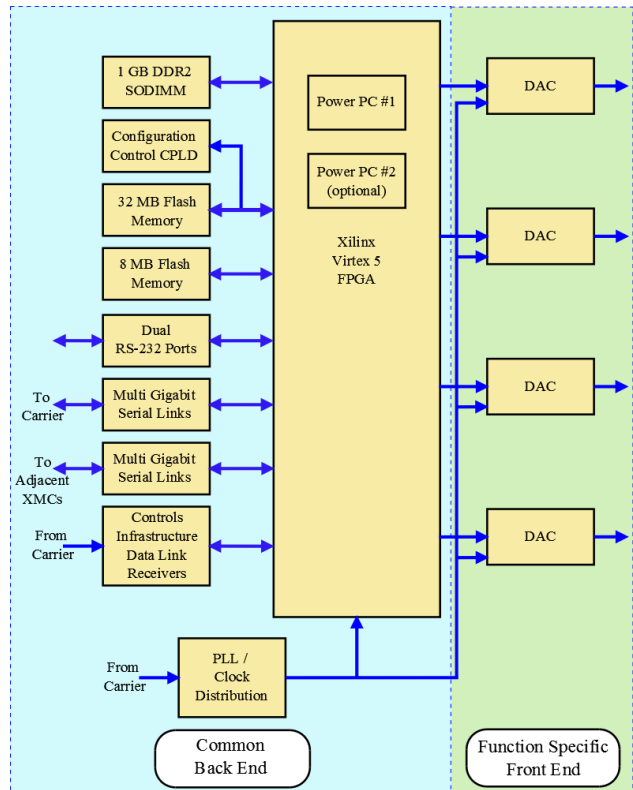 1 GB DDR2
SODIMM
Configuration
Control CPLD
32 MB Flash
Memory
8 MB Flash
Memory
Dual
RS-232 Ports
To
Carrier
Multi Gigabit
Serial Links
To
Adjacent
XMCs
Multi Gigabit
Serial Links
From
Carrier
Controls
Infrastructure
Data Link
Receivers
Power PC #1
Power PC #2
(optional)
Xilinx
Virtex 5
FPGA
DAC
DAC
DAC
DAC
From
Carrier
PLL /
Clock
Distribution
Common
Back End
Function Specific
Front End